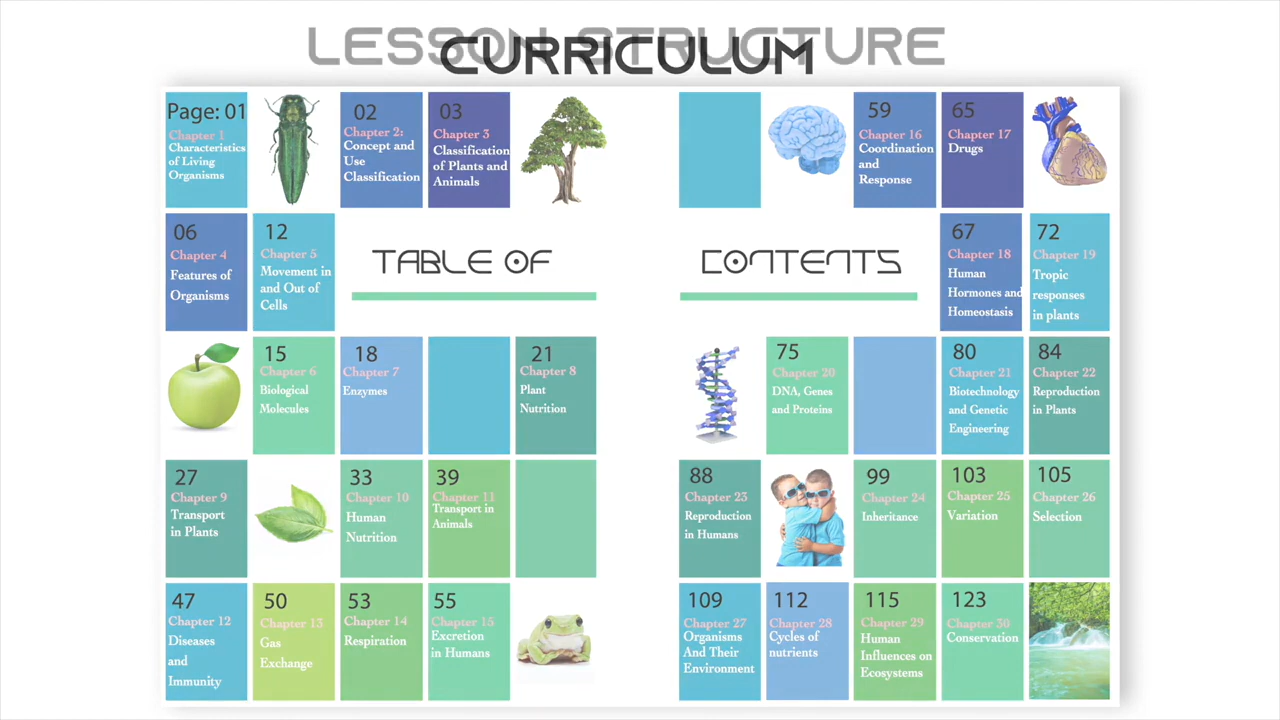 LESSON STRUCTURE
CURRICULUM
Page: 01
Chapter 1
Characteristics
of Living
Organisms
02
Chapter 2:
Concept and
Use
Classification
03
Chapter 3
Classification
of Plants and
Animals
59
Chapter 16
Coordination
and
Response
65
Chapter 17
Drugs
06
Chapter 4
Features of
Organisms
12
Chapter 5
Movement in
and Out of
Cells
TABLE OF
CONTENTS
67
Chapter 18
Human
Hormones and
Homeostasis
72
Chapter 19
Tropic
responses
in plants
15
Chapter 6
Biological
Molecules
18
Chapter 7
Enzymes
21
Chapter 8
Plant
Nutrition
75
Chapter 20
DNA, Genes
and Proteins
80
Chapter 21
Biotechnology
and Genetic
Engineering
84
Chapter 22
Reproduction
in Plants
27
Chapter 9
Transport
in Plants
33
Chapter 10
Human
Nutrition
39
Chapter 11
Transport in
Animals
88
Chapter 23
Reproduction
in Humans
99
Chapter 24
Inheritance
103
Chapter 25
Variation
105
Chapter 26
Selection
47
Chapter 12
Diseases
and
Immunity
50
Chapter 13
Gas
Exchange
53
Chapter 14
Respiration
55
Chapter 15
Excretion
in Humans
109
Chapter 27
Organisms
And Their
Environment
112
Chapter 28
Cycles of
nutrients
115
Chapter 29
Human
Influences on
Ecosystems
123
Chapter 30
Conservation